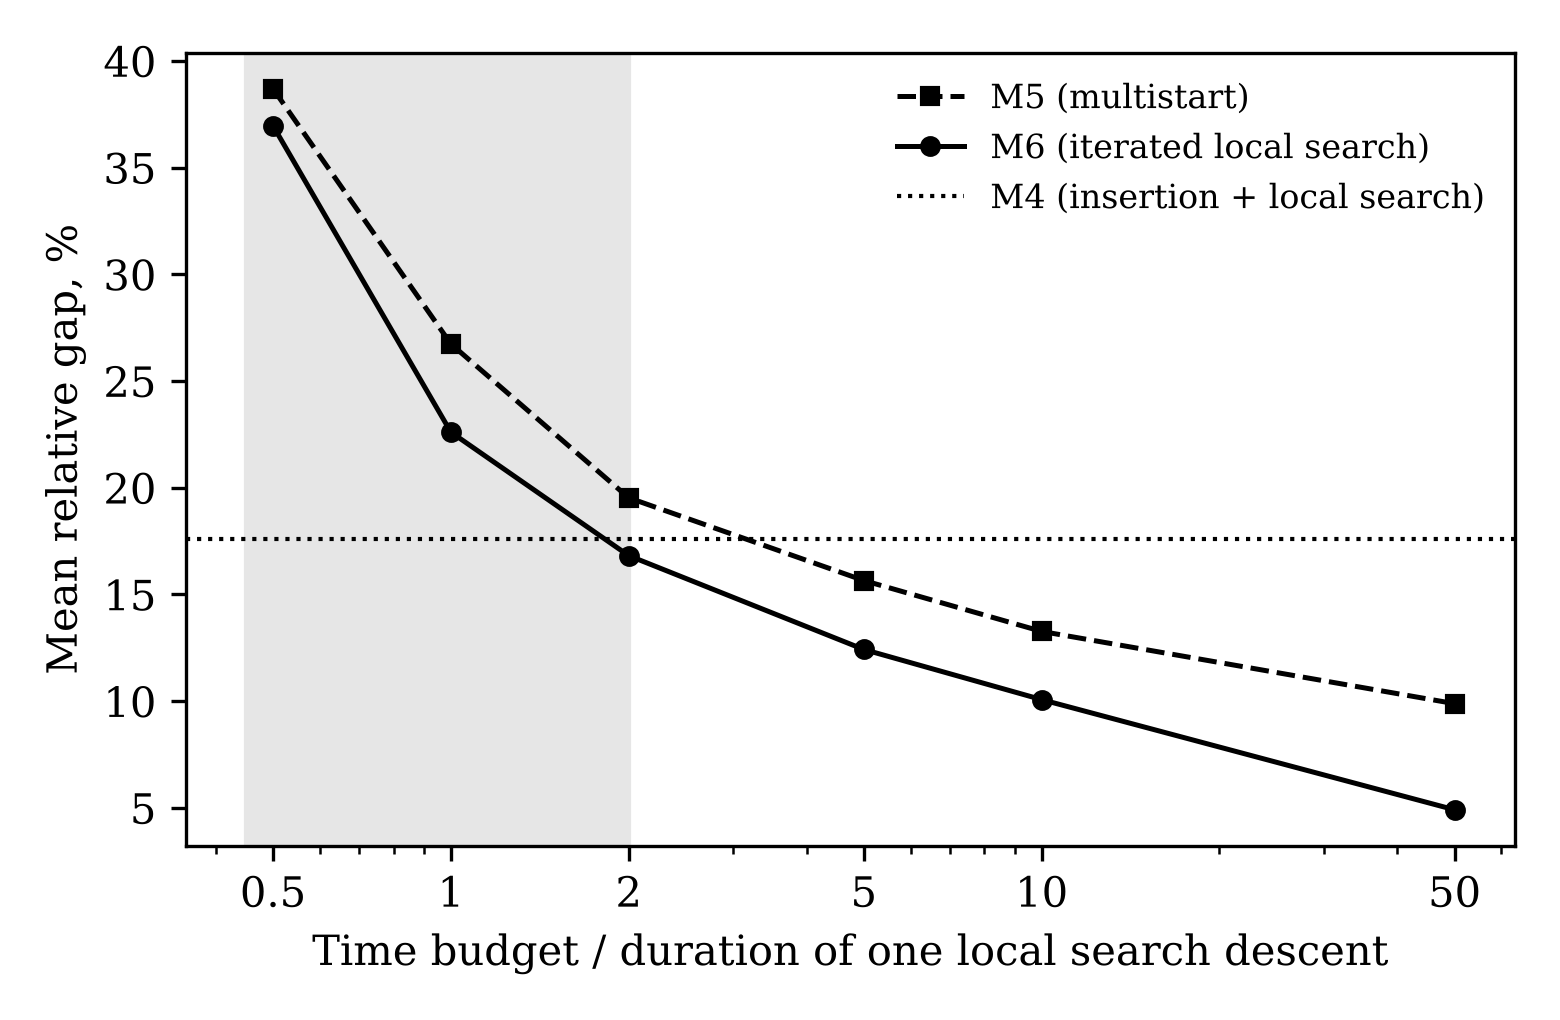 40
35
30
25
20
15
10
5
Mean relative gap, %
M5 (multistart)
M6 (iterated local search)
M4 (insertion + local search)
0.5 1 2 5 10 50
Time budget / duration of one local search descent